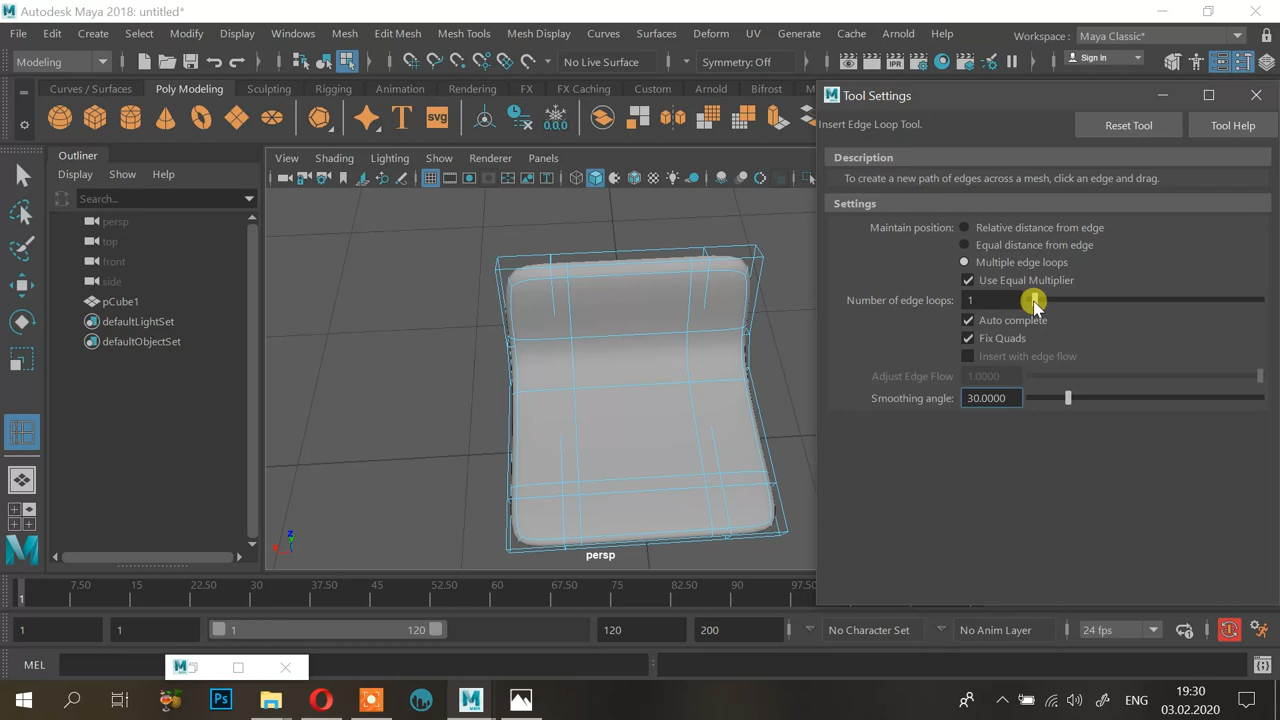 Autodesk Maya 2018: untitled*
File Edit Create Select Modify Display Windows Mesh Edit Mesh Mesh Tools Mesh Display Curves Surfaces Deform UV Generate Cache Arnold Help Workspace : Maya Classic*
Modeling No Live Surface Symmetry: Off Sign In
Curves / Surfaces Poly Modeling Sculpting Rigging Animation Rendering FX FX Caching Custom Arnold Bifrost
T svg 0,0,0
Tool Settings
Insert Edge Loop Tool. Reset Tool Tool Help
Description
To create a new path of edges across a mesh, click an edge and drag.
Settings
Maintain position: Relative distance from edge
Equal distance from edge
Multiple edge loops
Use Equal Multiplier
Number of edge loops: 1
Auto complete
Fix Quads
Insert with edge flow
Adjust Edge Flow: 1.0000
Smoothing angle: 30.0000
Outliner
Display Show Help
Search...
persp
top
front
side
pCube1
defaultLightSet
defaultObjectSet
View Shading Lighting Show Renderer Panels
z
persp
1 7.50 15 22.50 30 37.50 45 52.50 60 67.50 75 82.50 90 97.50
1 1 1 120 120 200 No Character Set No Anim Layer 24 fps
MEL
Ps ENG 19:30
03.02.2020